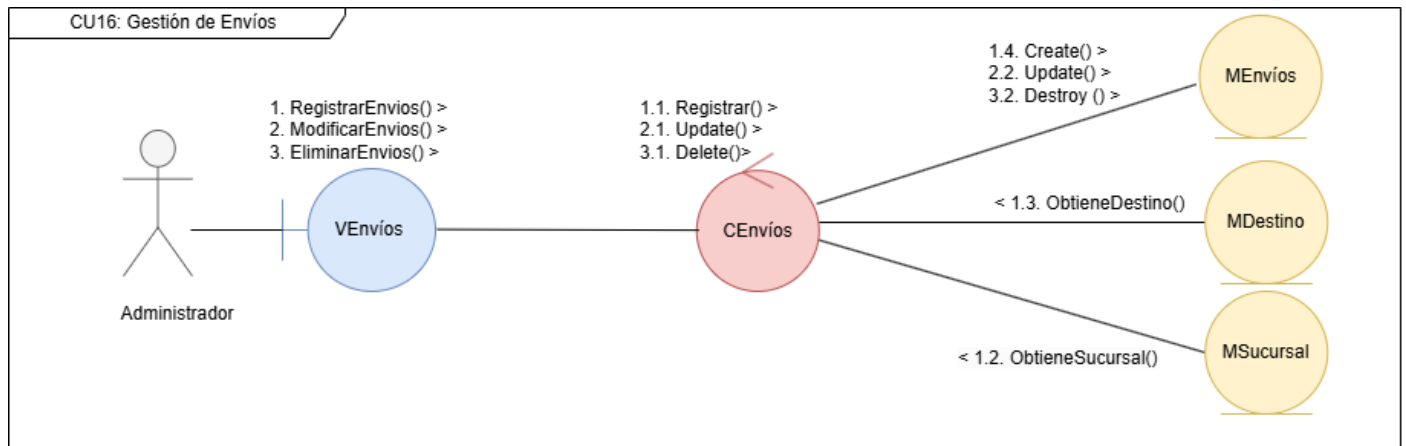 CU16: Gestión de Envíos
1.4. Create() >
2.2. Update() >
3.2. Destroy () >
MEnvíos
1. RegistrarEnvios() >
2. ModificarEnvios() >
3. EliminarEnvios() >
1.1. Registrar() >
2.1. Update() >
3.1. Delete()>
< 1.3. ObtieneDestino()
MDestino
VEnvíos
CEnvíos
Administrador
< 1.2. ObtieneSucursal()
MSucursal